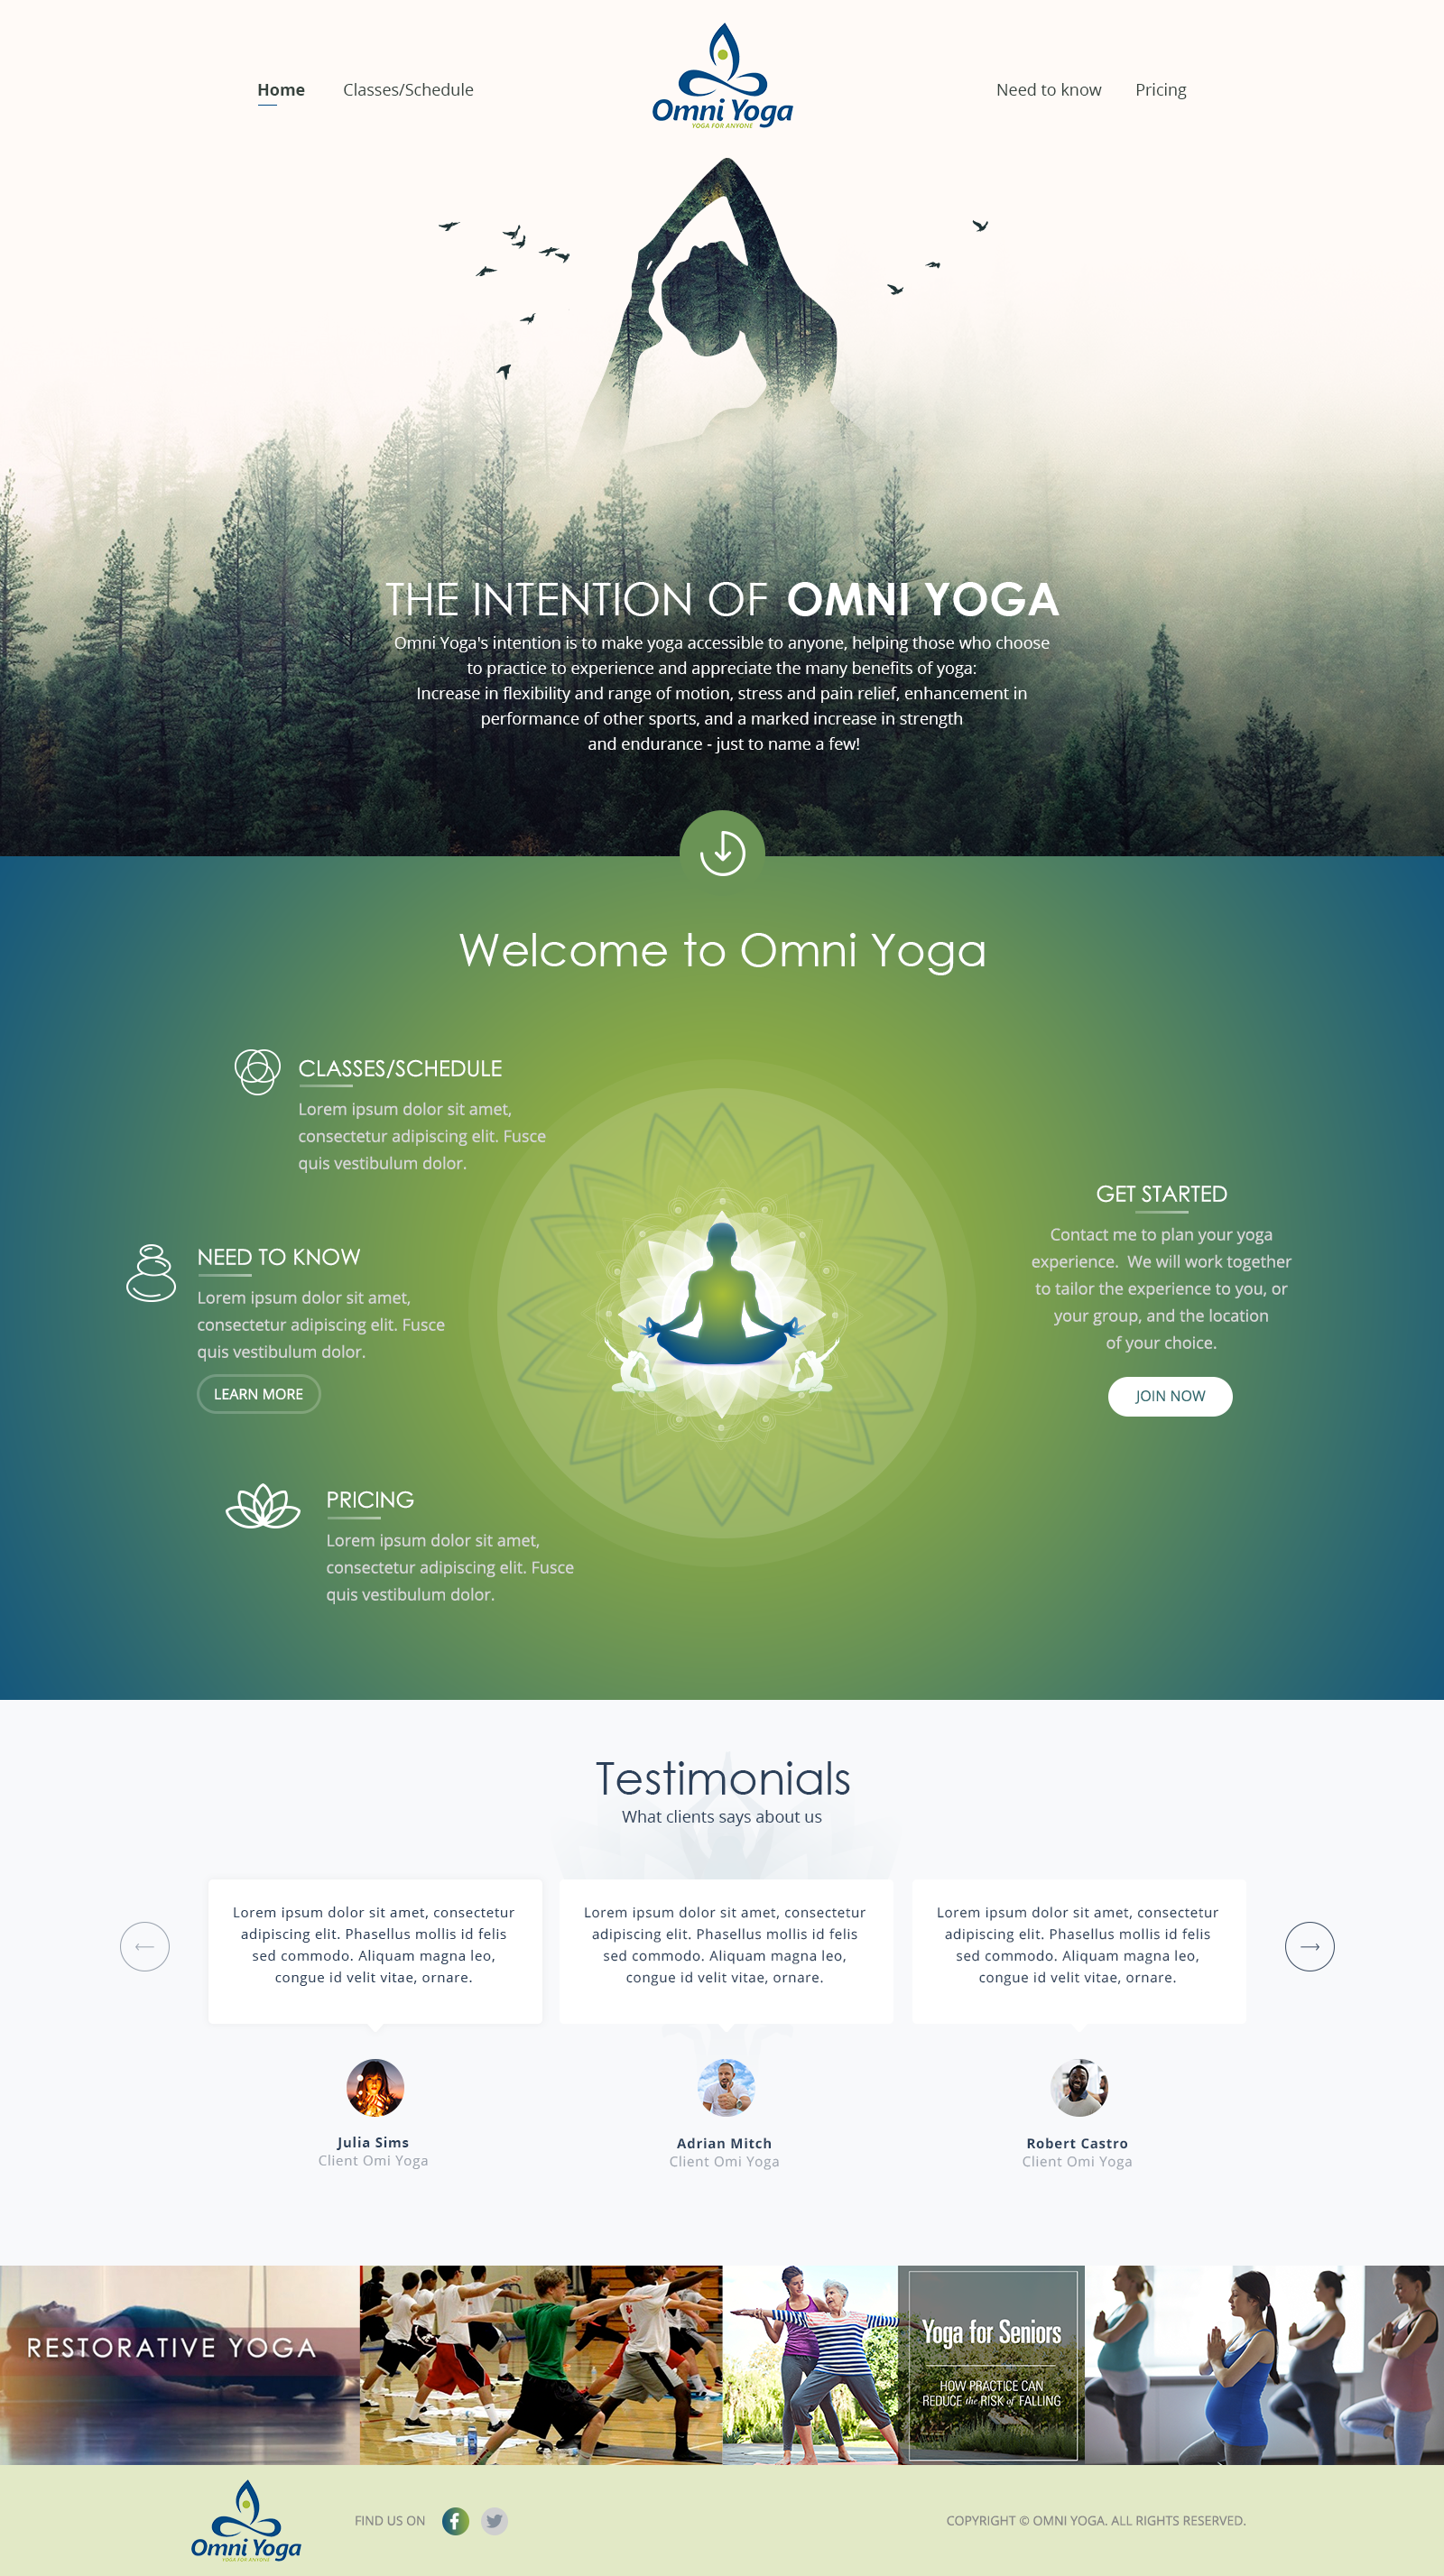 Home
Classes/Schedule
Omni Yoga
YOGA FOR ANYONE
Need to know
Pricing
THE INTENTION OF OMNI YOGA
Omni Yoga's intention is to make yoga accessible to anyone, helping those who choose
to practice to experience and appreciate the many benefits of yoga:
Increase in flexibility and range of motion, stress and pain relief, enhancement in
performance of other sports, and a marked increase in strength
and endurance - just to name a few!
Welcome to Omni Yoga
CLASSES/SCHEDULE
Lorem ipsum dolor sit amet,
consectetur adipiscing elit. Fusce
quis vestibulum dolor.
NEED TO KNOW
Lorem ipsum dolor sit amet,
consectetur adipiscing elit. Fusce
quis vestibulum dolor.
LEARN MORE
PRICING
Lorem ipsum dolor sit amet,
consectetur adipiscing elit. Fusce
quis vestibulum dolor.
GET STARTED
Contact me to plan your yoga
experience. We will work together
to tailor the experience to you, or
your group, and the location
of your choice.
JOIN NOW
Testimonials
What clients says about us
Lorem ipsum dolor sit amet, consectetur
adipiscing elit. Phasellus mollis id felis
sed commodo. Aliquam magna leo,
congue id velit vitae, ornare.
Julia Sims
Client Omi Yoga
Lorem ipsum dolor sit amet, consectetur
adipiscing elit. Phasellus mollis id felis
sed commodo. Aliquam magna leo,
congue id velit vitae, ornare.
Adrian Mitch
Client Omi Yoga
Lorem ipsum dolor sit amet, consectetur
adipiscing elit. Phasellus mollis id felis
sed commodo. Aliquam magna leo,
congue id velit vitae, ornare.
Robert Castro
Client Omi Yoga
RESTORATIVE YOGA
Yoga for Seniors
HOW PRACTICE CAN
REDUCE the RISK of FALLING
Omni Yoga
YOGA FOR ANYONE
FIND US ON
COPYRIGHT © OMNI YOGA. ALL RIGHTS RESERVED.